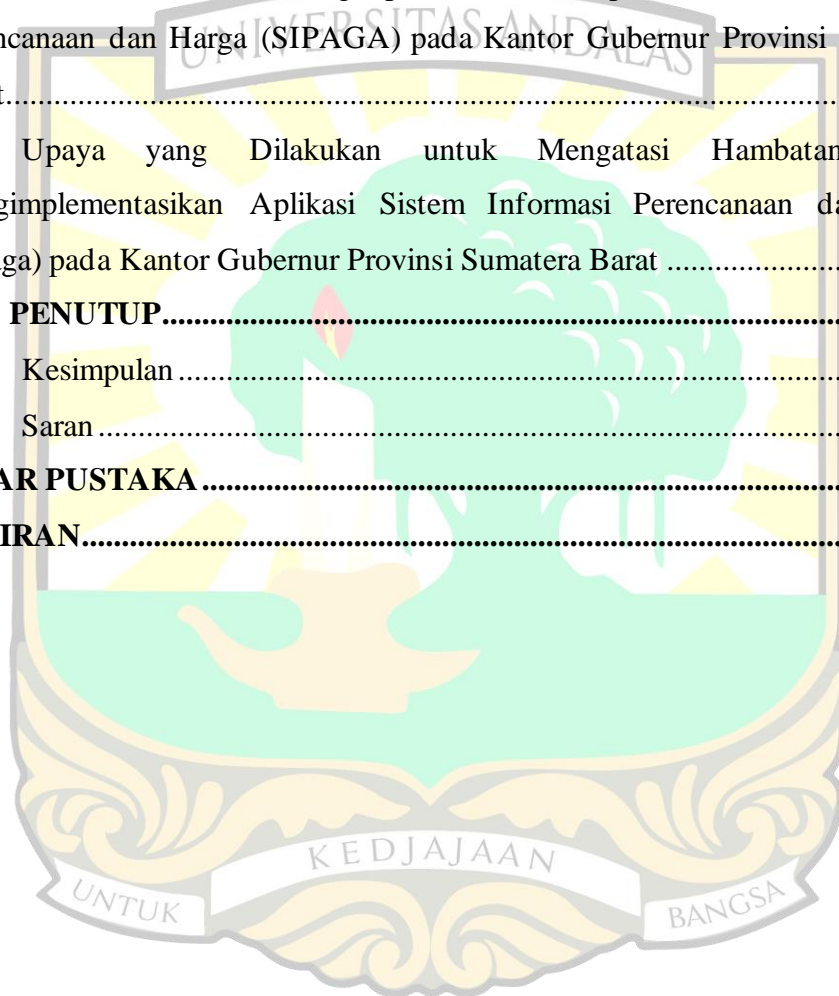 UNIVERSITAS ANDALAS
ncanaan dan Harga (SIPAGA) pada Kantor Gubernur Provinsi
t....................................................................................................
Upaya yang Dilakukan untuk Mengatasi Hambatan
gimplementasikan Aplikasi Sistem Informasi Perencanaan da
ga) pada Kantor Gubernur Provinsi Sumatera Barat ......................
PENUTUP....................................................................................
Kesimpulan ....................................................................................
Saran ..............................................................................................
AR PUSTAKA ................................................................................
IRAN................................................................................................
KEDJAJAAN
UNTUK BANGSA